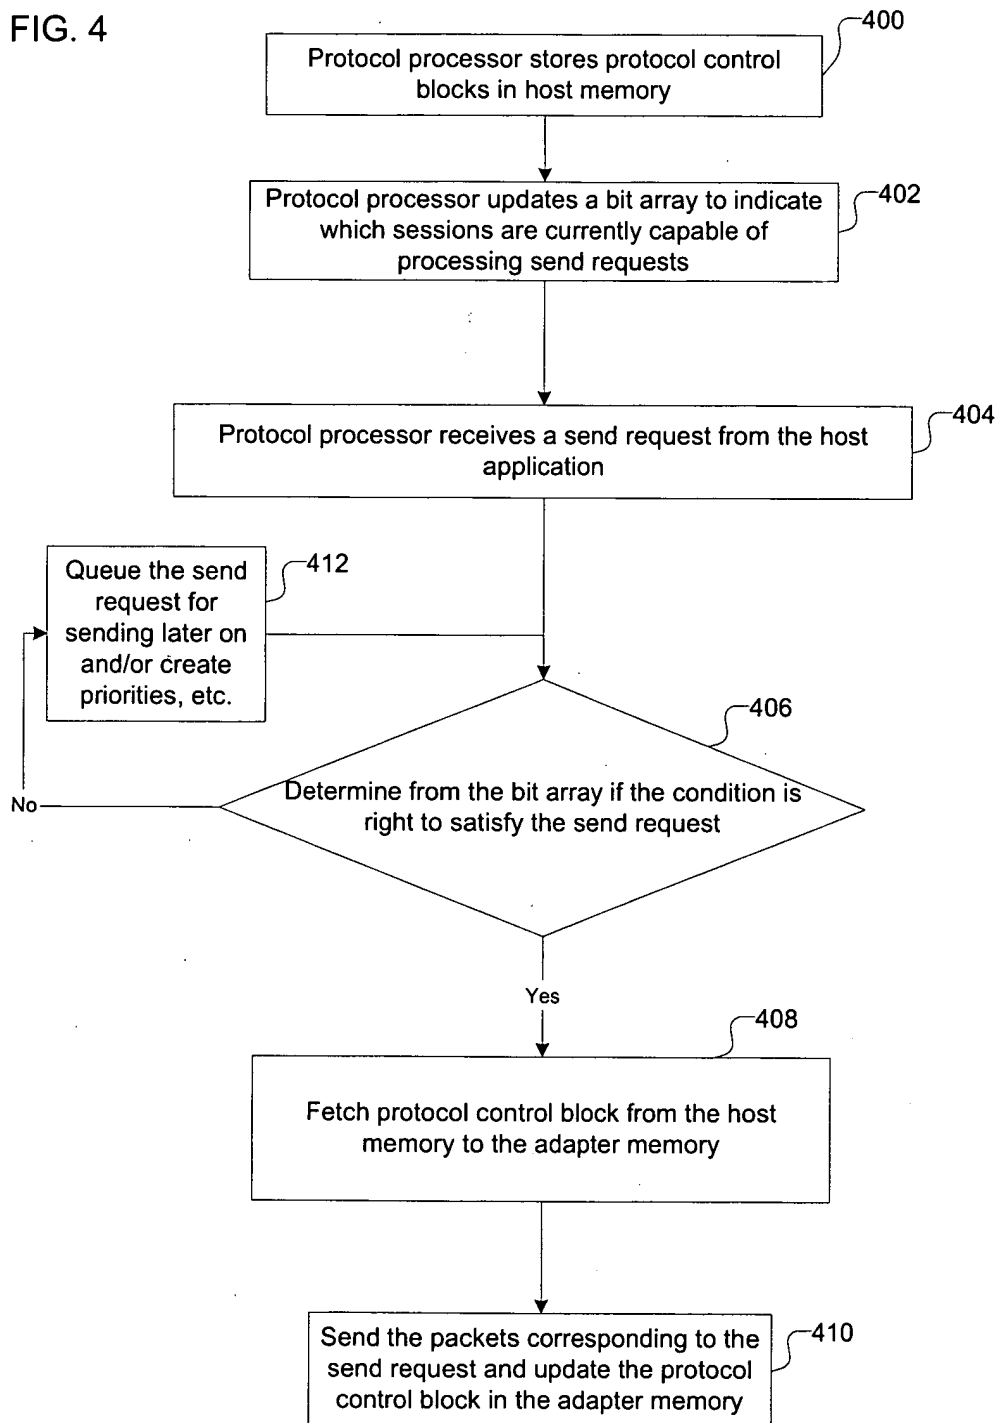 FIG. 4
400
Protocol processor stores protocol control
blocks in host memory
402
Protocol processor updates a bit array to indicate
which sessions are currently capable of
processing send requests
404
Protocol processor receives a send request from the host
application
412
Queue the send
request for
sending later on
and/or create
priorities, etc.
406
Determine from the bit array if the condition is
right to satisfy the send request
No
Yes
408
Fetch protocol control block from the host
memory to the adapter memory
410
Send the packets corresponding to the
send request and update the protocol
control block in the adapter memory